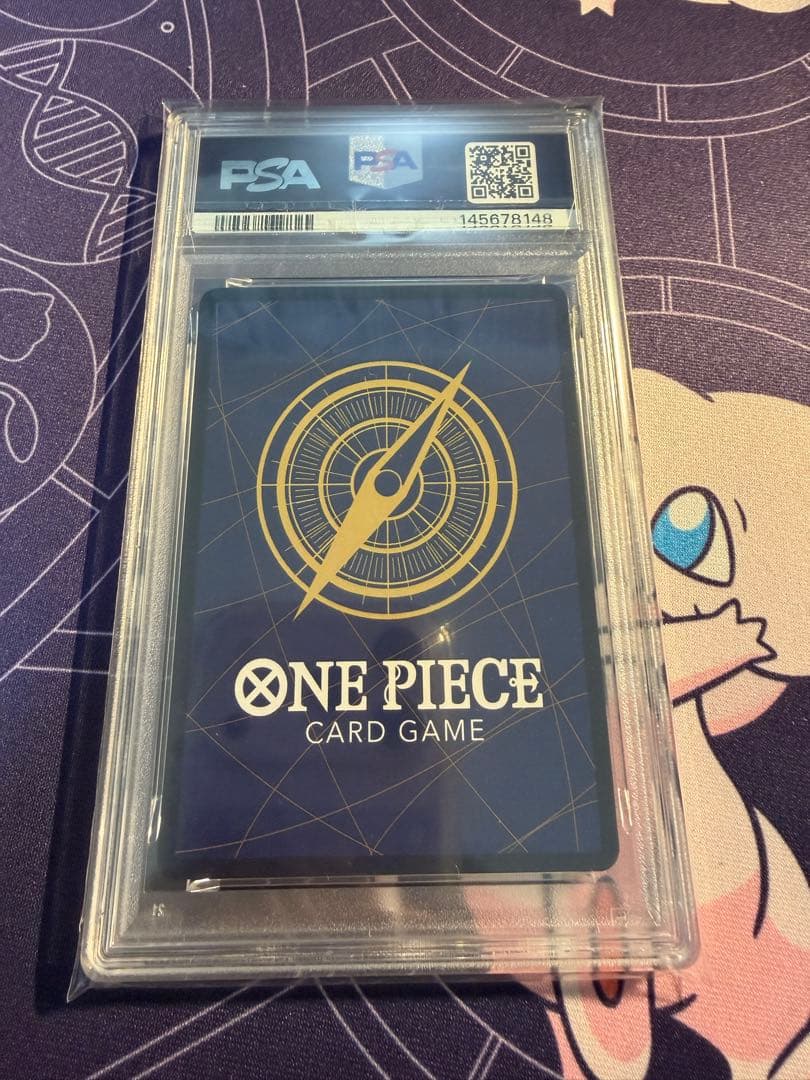 PSA
PSA
145678148
ONE PIECE
CARD GAME